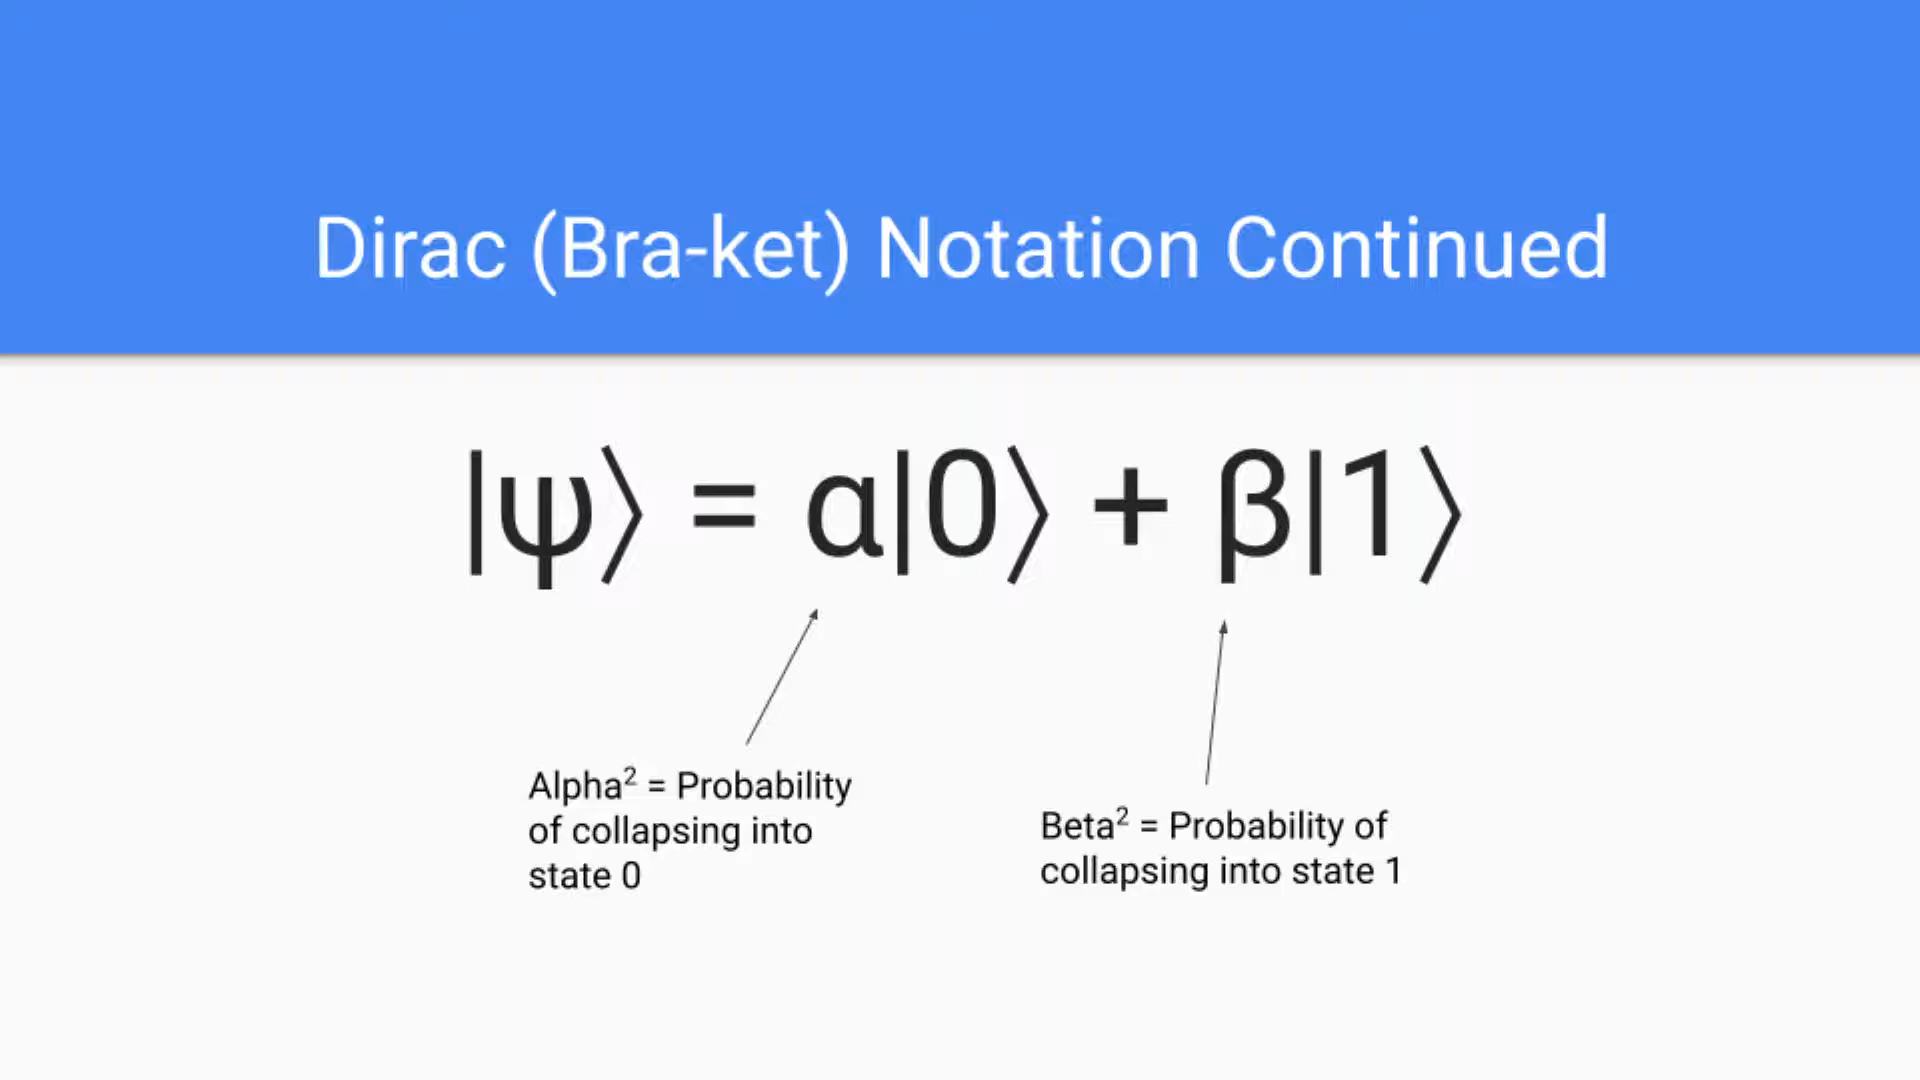 Dirac (Bra-ket) Notation Continued
|ψ⟩ = α|0⟩ + β|1⟩
Alpha² = Probability
of collapsing into
state 0
Beta² = Probability of
collapsing into state 1